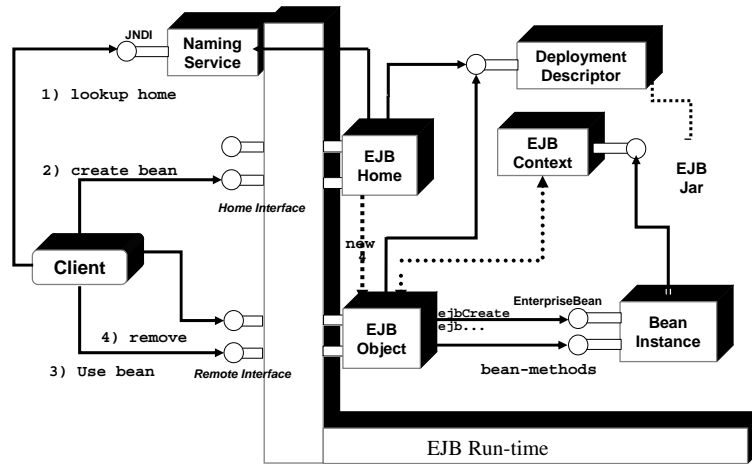 JNDI
Naming
Service
Deployment
Descriptor
1) lookup home
EJB
Home
EJB
Context
EJB
Jar
2) create bean
Home Interface
new
4
Client
EJB
Object
ejbCreate
ejb...
EnterpriseBean
Bean
Instance
4) remove
3) Use bean
Remote Interface
bean-methods
EJB Run-time